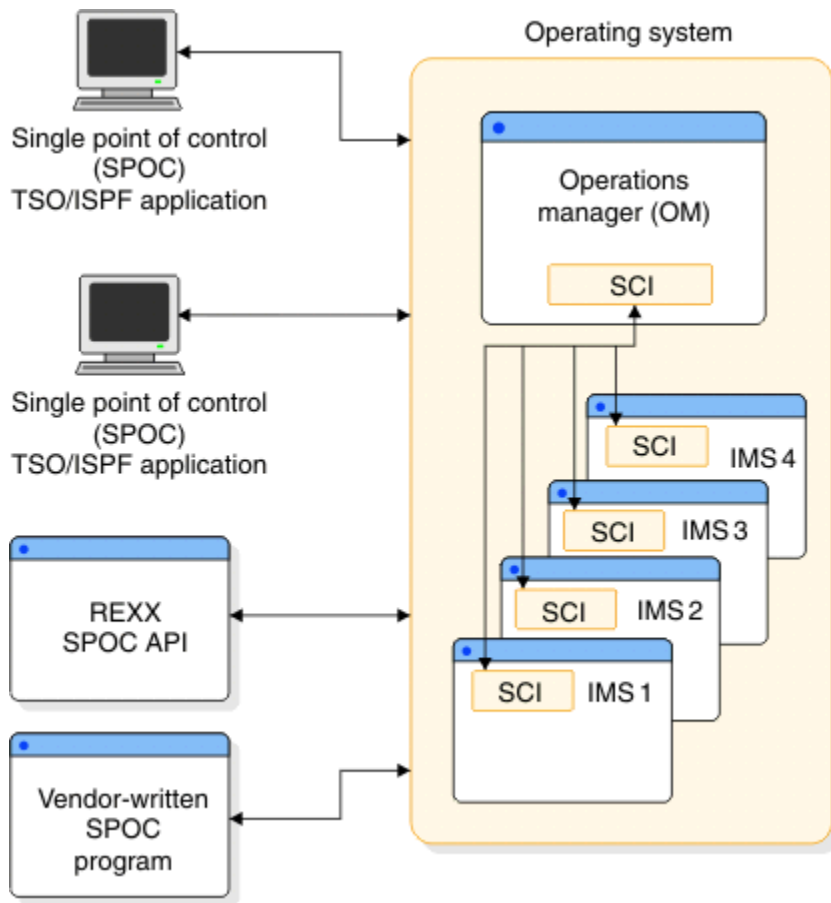 Operating system
Single point of control
(SPOC)
TSO/ISPF application
Operations
manager (OM)
SCI
Single point of control
(SPOC)
TSO/ISPF application
SCI
IMS 4
SCI
IMS 3
SCI
IMS 2
SCI
IMS 1
REXX
SPOC API
Vendor-written
SPOC
program